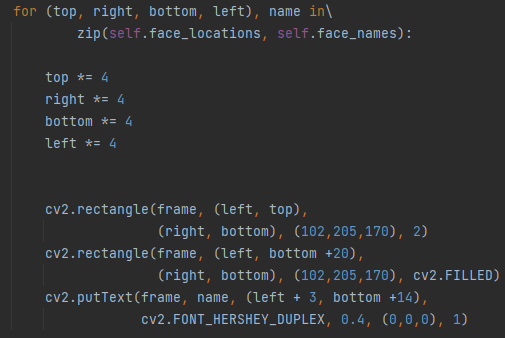 for (top, right, bottom, left), name in\
zip(self.face_locations, self.face_names):
top *= 4
right *= 4
bottom *= 4
left *= 4
cv2.rectangle(frame, (left, top),
(right, bottom), (102,205,170), 2)
cv2.rectangle(frame, (left, bottom +20),
(right, bottom), (102,205,170), cv2.FILLED)
cv2.putText(frame, name, (left + 3, bottom +14),
cv2.FONT_HERSHEY_DUPLEX, 0.4, (0,0,0), 1)